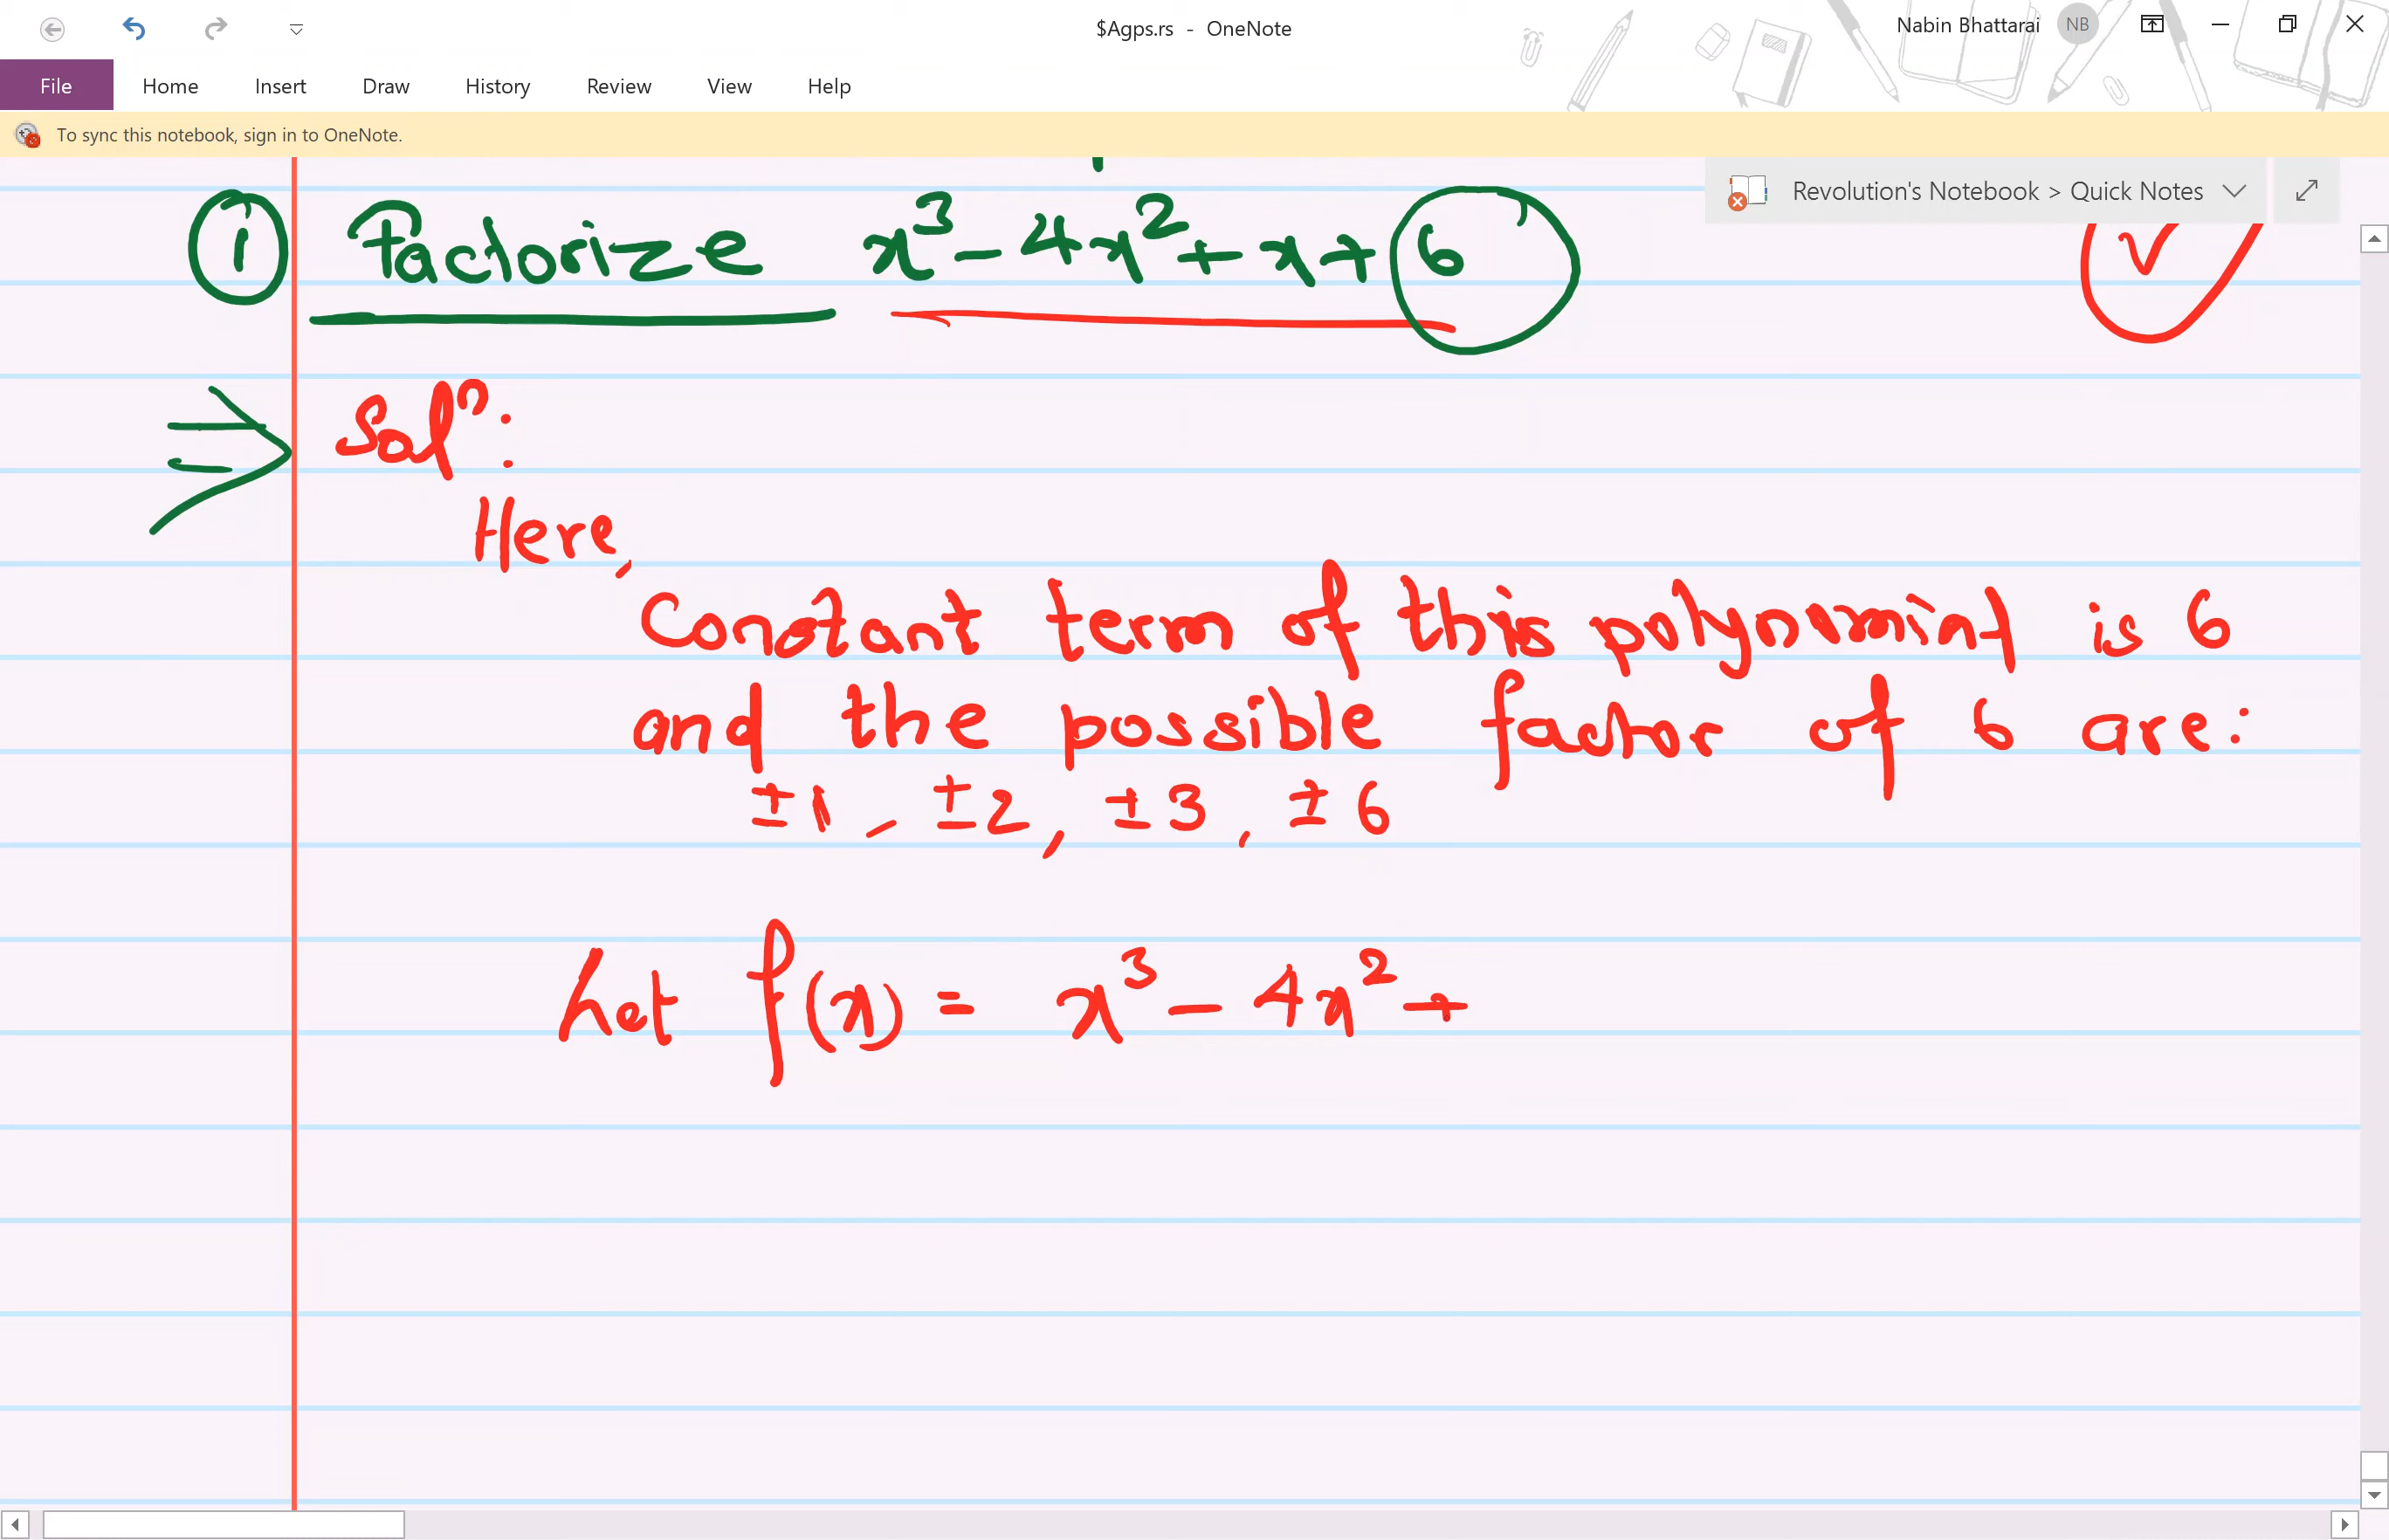 $Agps.rs - OneNote
Nabin Bhattarai NB
File Home Insert Draw History Review View Help
To sync this notebook, sign in to OneNote.
Revolution's Notebook > Quick Notes
① Factorize x³ - 4x² + x + 6
⇒ Solⁿ:
Here,
Constant term of this polynomial is 6
and the possible factor of 6 are:
±1, ±2, ±3, ±6
Let f(x) = x³ - 4x² +